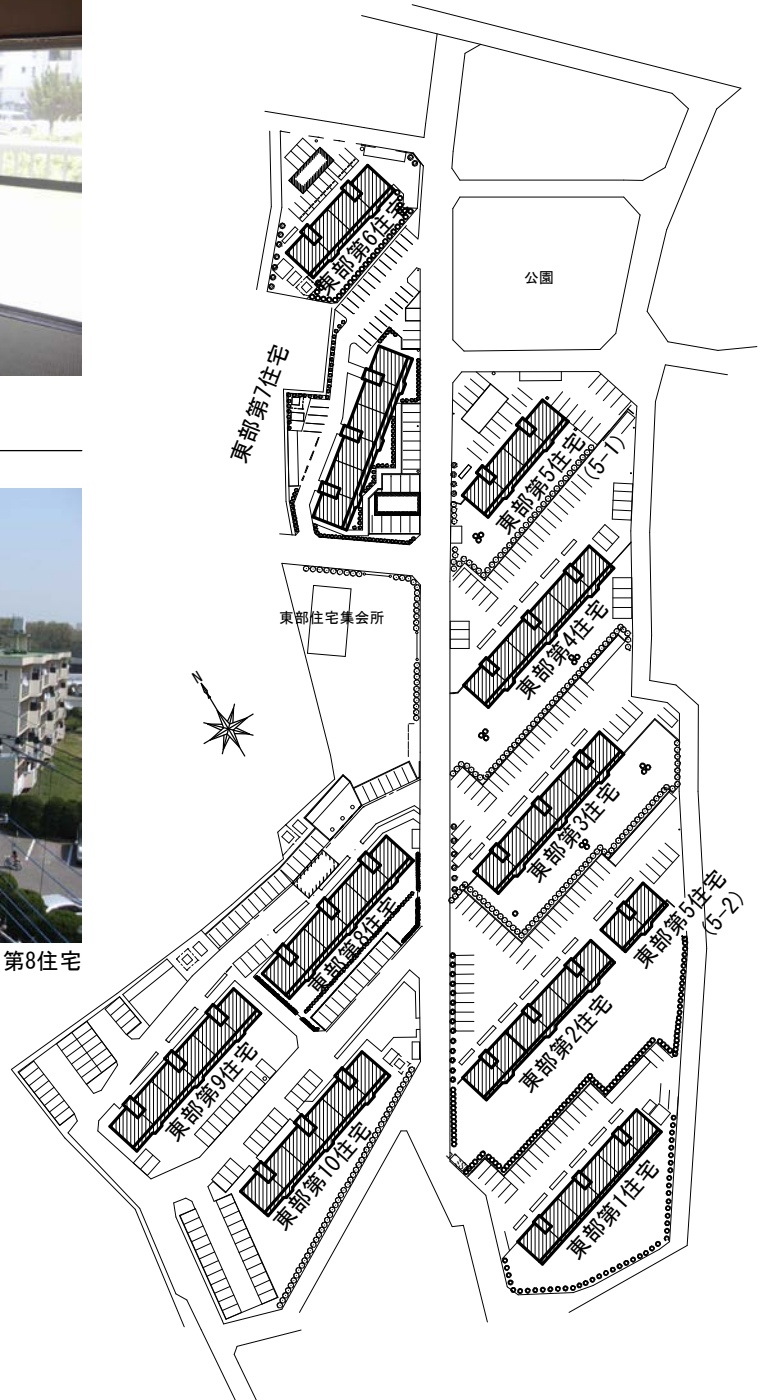 公園
東部第6住宅
東部第7住宅
東部第5住宅
(5-1)
東部第4住宅
東部住宅集会所
N
東部第3住宅
東部第8住宅
東部第5住宅
(5-2)
第8住宅
東部第2住宅
東部第9住宅
東部第10住宅
東部第1住宅